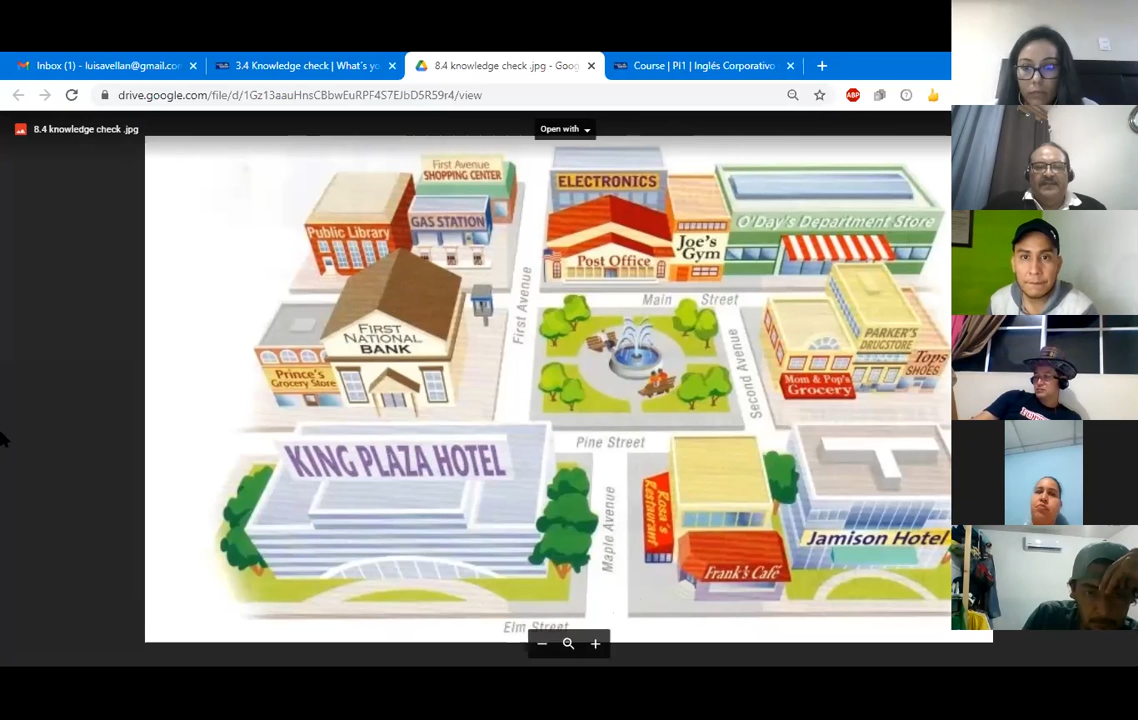 Inbox (1) - luisavellan@gmail.con
3.4 Knowledge check | What's yo
8.4 knowledge check .jpg - Goog
Course | PI1 | Inglés Corporativo
drive.google.com/file/d/1Gz13aauHnsCBbwEuRPF4S7EJbD5R59r4/view
ABP
8.4 knowledge check .jpg
Open with
First Avenue
SHOPPING CENTER
ELECTRONICS
Public Library
GAS STATION
Post Office
Joe's
Gym
O'Day's Department Store
Main Street
First Avenue
Second Avenue
FIRST
NATIONAL
BANK
Prince's
Grocery Store
PARKER'S
DRUGSTORE
Tops
SHOES
Mom & Pop's
Grocery
Pine Street
KING PLAZA HOTEL
Maple Avenue
Rosa's
Restaurant
Frank's Café
Jamison Hotel
Elm Street